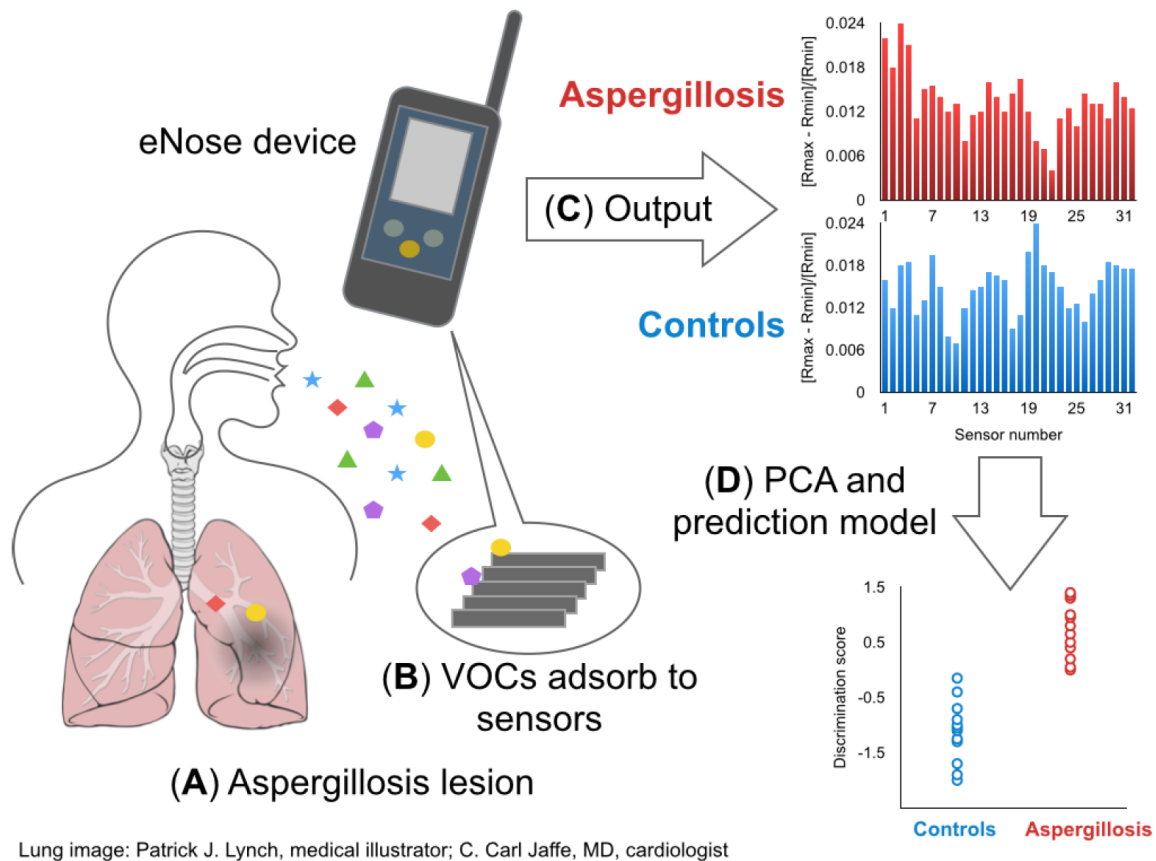 eNose device
Aspergillosis
(C) Output
Controls
[Rmax - Rmin]/[Rmin]
0.024
0.018
0.012
0.006
0
1 7 13 19 25 31
[Rmax - Rmin]/[Rmin]
0.024
0.018
0.012
0.006
0
1 7 13 19 25 31
Sensor number
(D) PCA and
prediction model
(B) VOCs adsorb to
sensors
(A) Aspergillosis lesion
Discrimination score
1.5
0.5
-0.5
-1.5
Controls Aspergillosis
Lung image: Patrick J. Lynch, medical illustrator; C. Carl Jaffe, MD, cardiologist